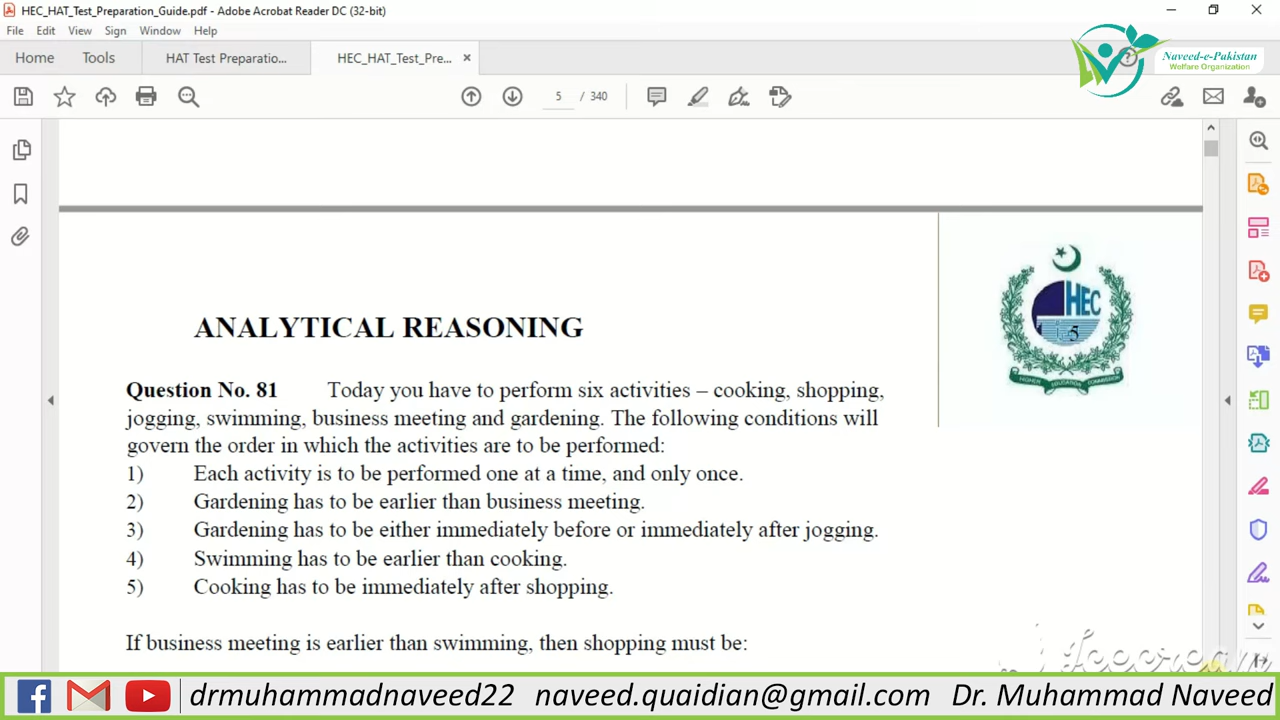 HEC_HAT_Test_Preparation_Guide.pdf - Adobe Acrobat Reader DC (32-bit)
File Edit View Sign Window Help
Home Tools HAT Test Preparatio... HEC_HAT_Test_Pre... ×
Naveed-e-Pakistan
Welfare Organization
5 / 340
HEC
5
ANALYTICAL REASONING
Question No. 81 Today you have to perform six activities – cooking, shopping,
jogging, swimming, business meeting and gardening. The following conditions will
govern the order in which the activities are to be performed:
1) Each activity is to be performed one at a time, and only once.
2) Gardening has to be earlier than business meeting.
3) Gardening has to be either immediately before or immediately after jogging.
4) Swimming has to be earlier than cooking.
5) Cooking has to be immediately after shopping.
If business meeting is earlier than swimming, then shopping must be:
drmuhammadnaveed22 naveed.quaidian@gmail.com Dr. Muhammad Naveed